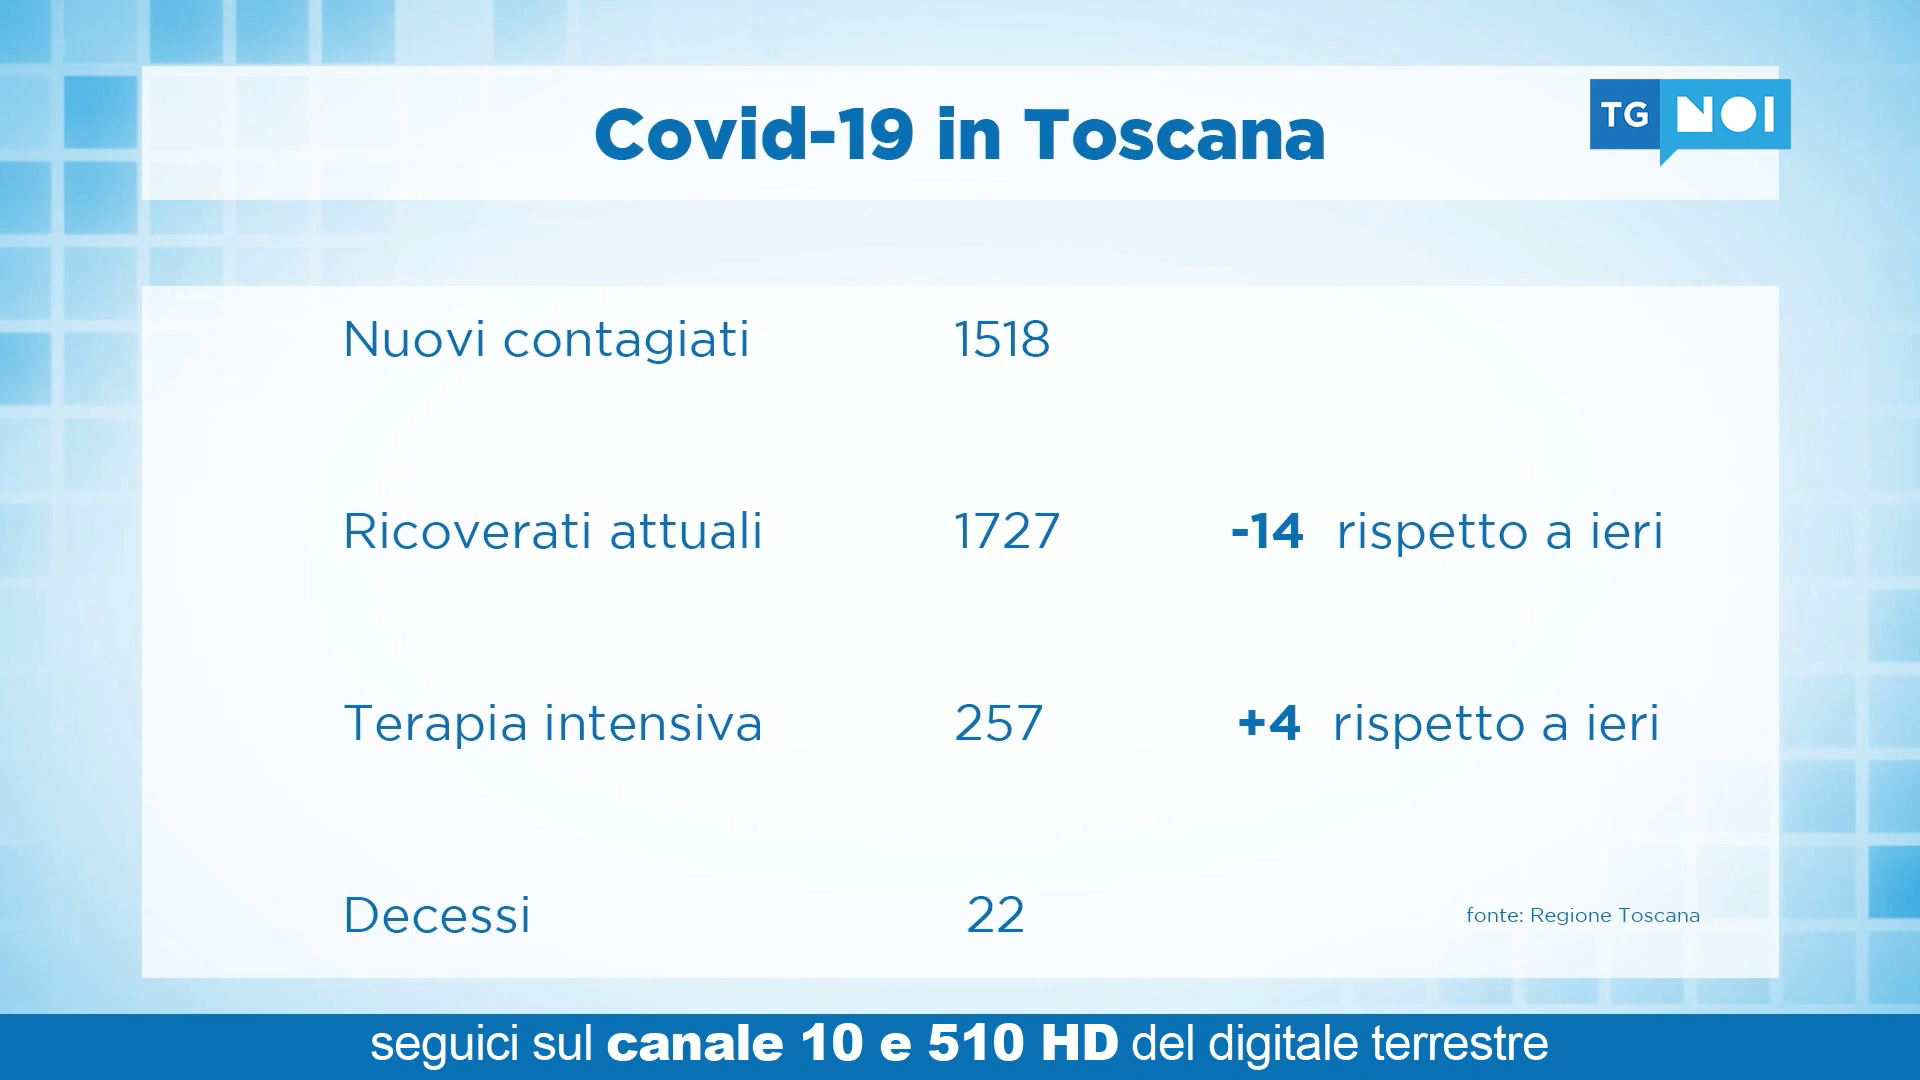 Covid-19 in Toscana
TG NOI
Nuovi contagiati 1518
Ricoverati attuali 1727 -14 rispetto a ieri
Terapia intensiva 257 +4 rispetto a ieri
Decessi 22 fonte: Regione Toscana
seguici sul canale 10 e 510 HD del digitale terrestre